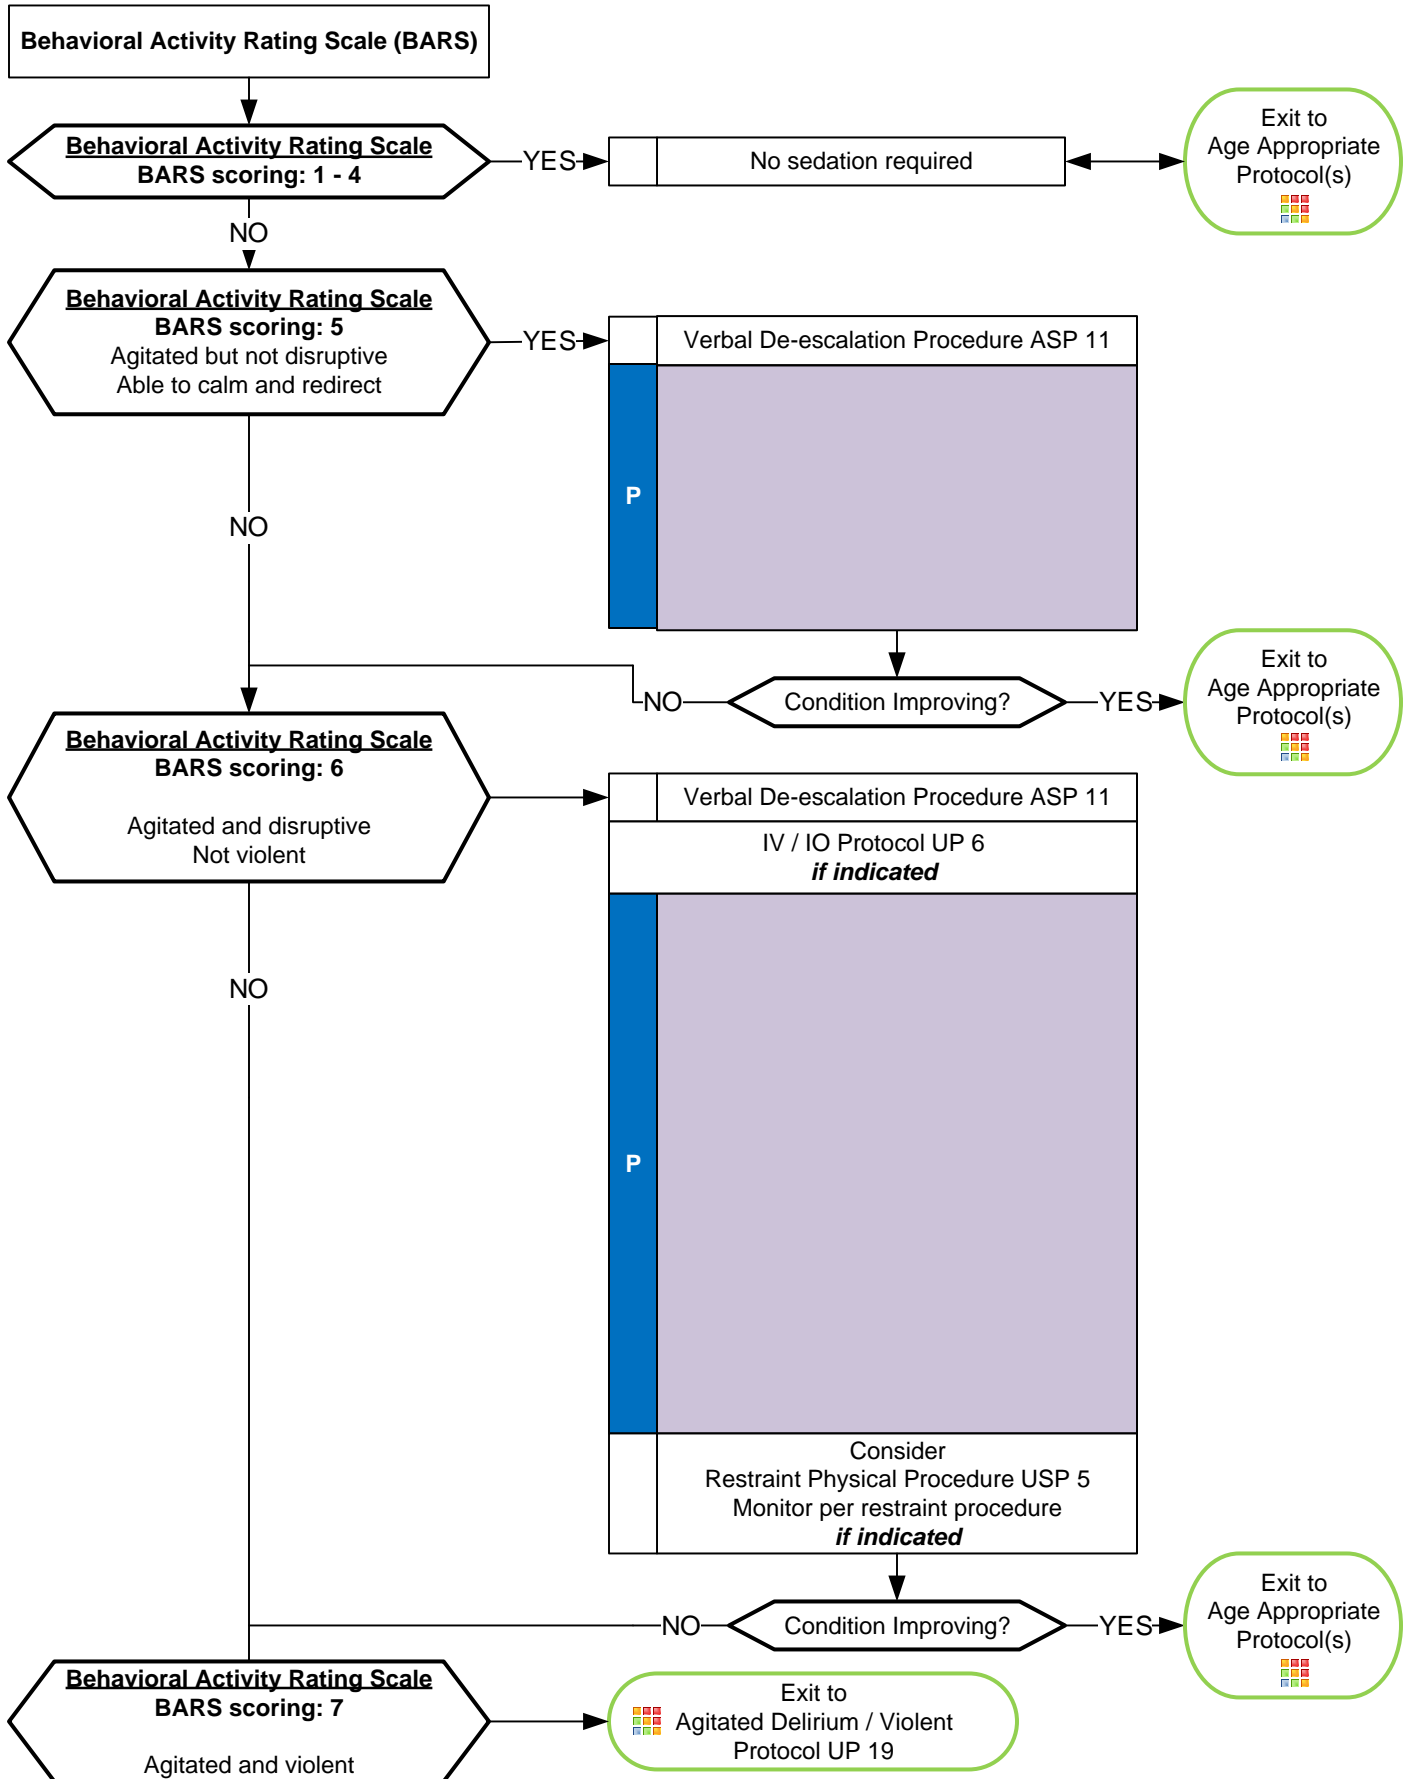 Behavioral Activity Rating Scale (BARS)
Behavioral Activity Rating Scale
BARS scoring: 1 - 4
YES
No sedation required
Exit to
Age Appropriate
Protocol(s)
NO
Behavioral Activity Rating Scale
BARS scoring: 5
Agitated but not disruptive
Able to calm and redirect
YES
Verbal De-escalation Procedure ASP 11
P
NO
Condition Improving?
NO
YES
Exit to
Age Appropriate
Protocol(s)
Behavioral Activity Rating Scale
BARS scoring: 6
Agitated and disruptive
Not violent
Verbal De-escalation Procedure ASP 11
IV / IO Protocol UP 6
if indicated
P
NO
Consider
Restraint Physical Procedure USP 5
Monitor per restraint procedure
if indicated
Condition Improving?
NO
YES
Exit to
Age Appropriate
Protocol(s)
Behavioral Activity Rating Scale
BARS scoring: 7
Agitated and violent
Exit to
Agitated Delirium / Violent
Protocol UP 19